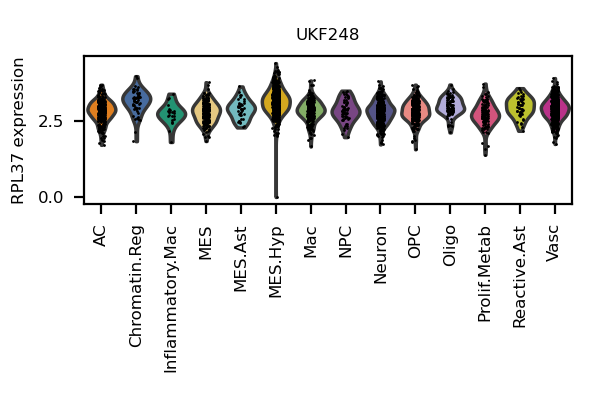 UKF248
RPL37 expression
2.5
0.0
AC
Chromatin.Reg
Inflammatory.Mac
MES
MES.Ast
MES.Hyp
Mac
NPC
Neuron
OPC
Oligo
Prolif.Metab
Reactive.Ast
Vasc